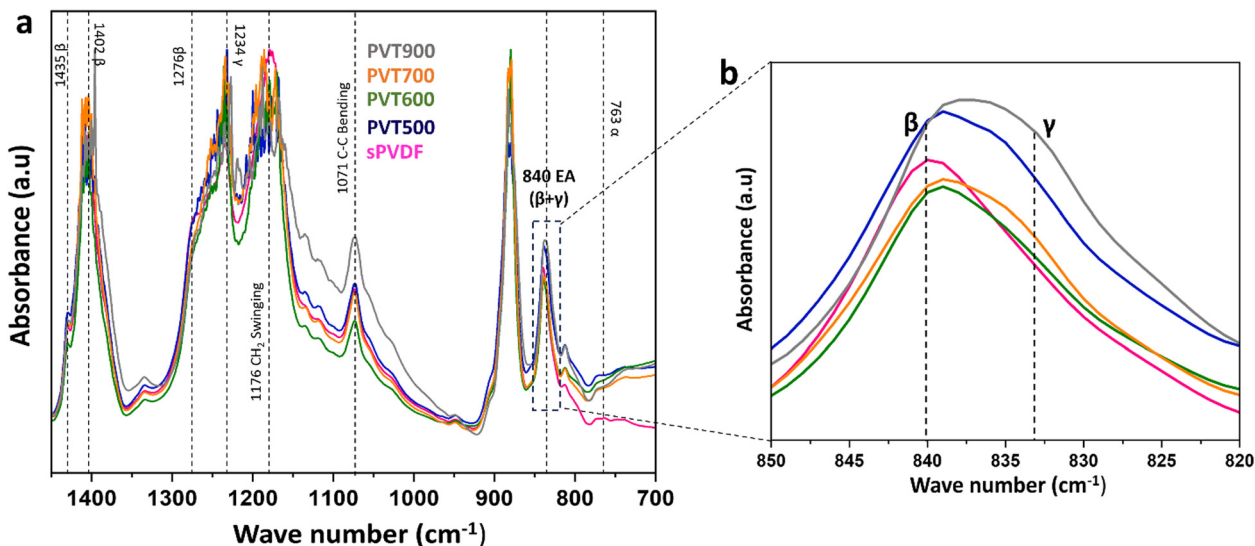 a
1435 β
1402 β
1276β
1234 γ
PVT900
PVT700
PVT600
PVT500
sPVDF
1176 CH₂ Swinging
1071 C-C Bending
840 EA
(β+γ)
763 α
Absorbance (a.u)
1400 1300 1200 1100 1000 900 800 700
Wave number (cm⁻¹)
b
β
γ
Absorbance (a.u)
850 845 840 835 830 825 820
Wave number (cm⁻¹)